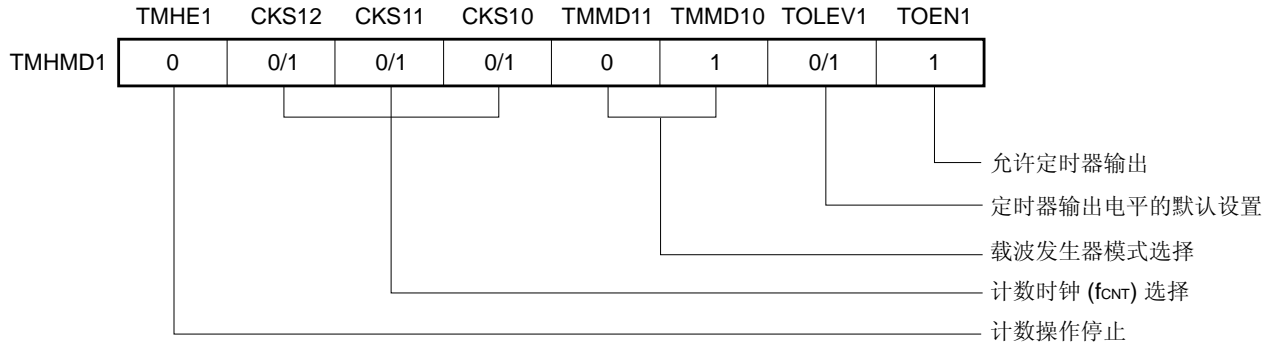 TMHE1 CKS12 CKS11 CKS10 TMMD11 TMMD10 TOLEV1 TOEN1
TMHMD1 0 0/1 0/1 0/1 0 1 0/1 1
允许定时器输出
定时器输出电平的默认设置
载波发生器模式选择
计数时钟 (fCNT) 选择
计数操作停止